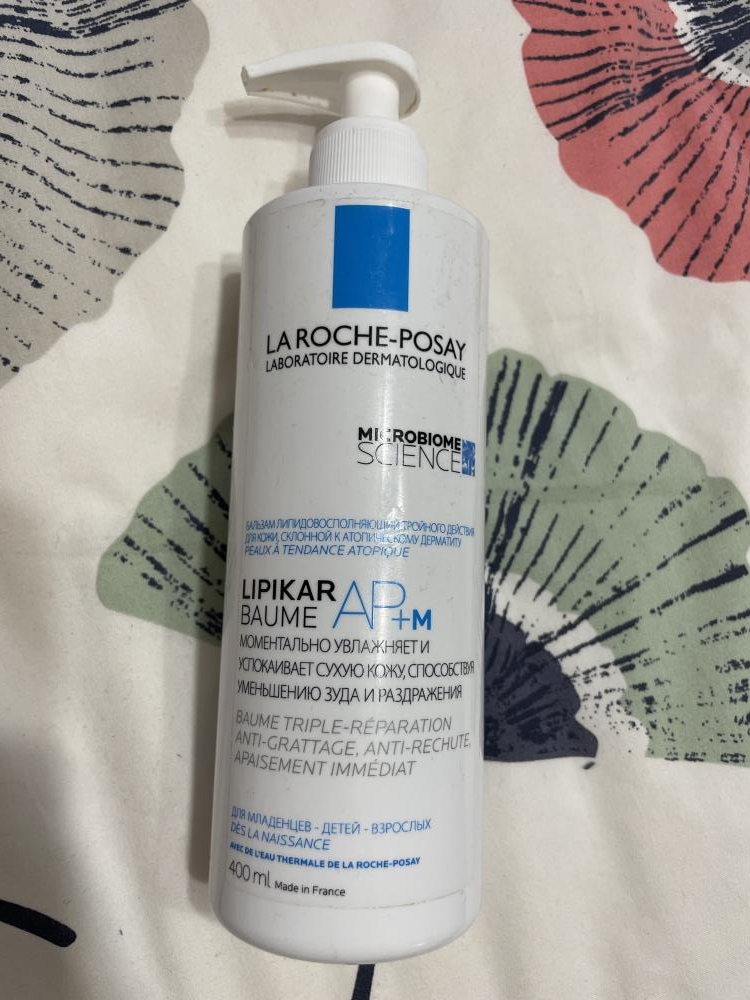 LA ROCHE-POSAY
LABORATOIRE DERMATOLOGIQUE
MICROBIOME
SCIENCE
БАЛЬЗАМ ЛИПИДОВОСПОЛНЯЮЩИЙ ТРОЙНОГО ДЕЙСТВИЯ
ДЛЯ КОЖИ, СКЛОННОЙ К АТОПИЧЕСКОМУ ДЕРМАТИТУ
PEAUX À TENDANCE ATOPIQUE
LIPIKAR
BAUME AP+M
МОМЕНТАЛЬНО УВЛАЖНЯЕТ И
УСПОКАИВАЕТ СУХУЮ КОЖУ, СПОСОБСТВУЯ
УМЕНЬШЕНИЮ ЗУДА И РАЗДРАЖЕНИЯ
BAUME TRIPLE-RÉPARATION
ANTI-GRATTAGE, ANTI-RECHUTE,
APAISEMENT IMMÉDIAT
ДЛЯ МЛАДЕНЦЕВ - ДЕТЕЙ - ВЗРОСЛЫХ
DÈS LA NAISSANCE
AVEC DE L'EAU THERMALE DE LA ROCHE-POSAY
400 ml Made in France